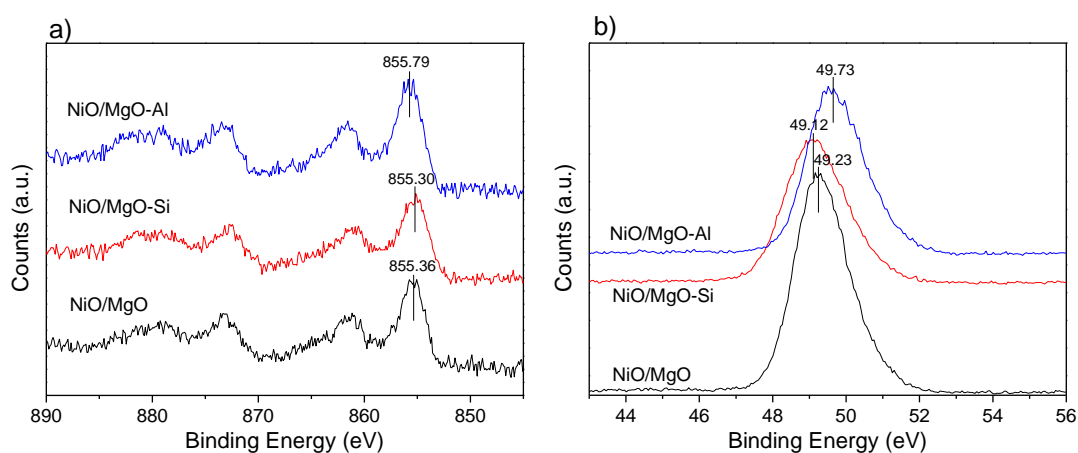 a)
855.79
NiO/MgO-Al
855.30
NiO/MgO-Si
855.36
NiO/MgO
Counts (a.u.)
890 880 870 860 850
Binding Energy (eV)
b)
49.73
49.12
49.23
NiO/MgO-Al
NiO/MgO-Si
NiO/MgO
Counts (a.u.)
44 46 48 50 52 54 56
Binding Energy (eV)